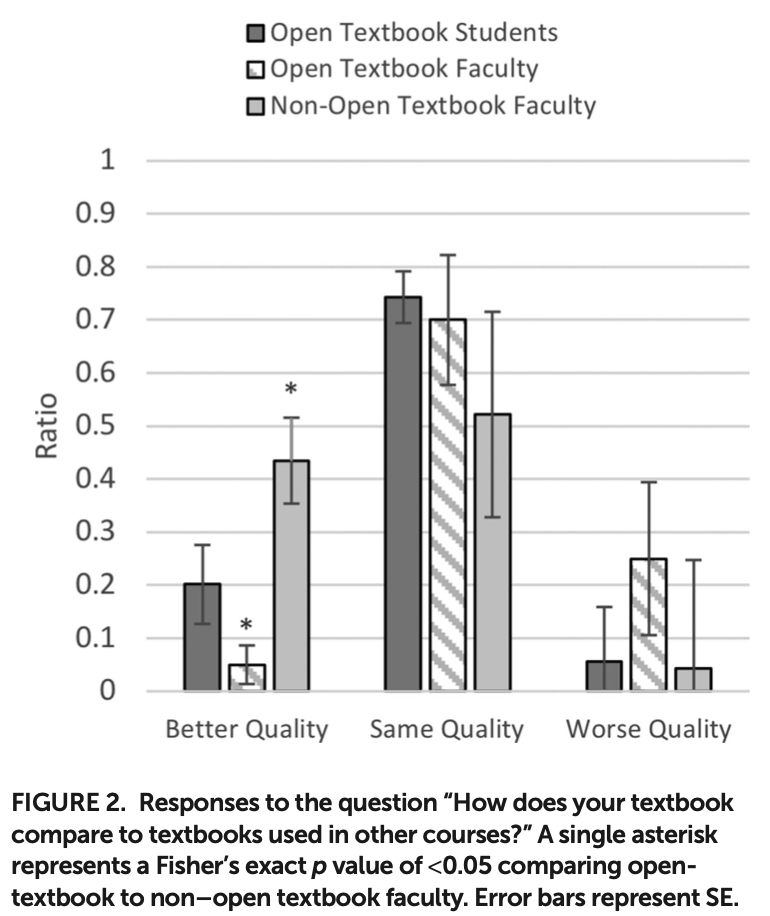 Open Textbook Students
Open Textbook Faculty
Non-Open Textbook Faculty
1
0.9
0.8
0.7
0.6
0.5
0.4
0.3
0.2
0.1
0
Ratio
*
*
Better Quality
Same Quality
Worse Quality
FIGURE 2. Responses to the question “How does your textbook
compare to textbooks used in other courses?” A single asterisk
represents a Fisher’s exact p value of <0.05 comparing open-
textbook to non–open textbook faculty. Error bars represent SE.